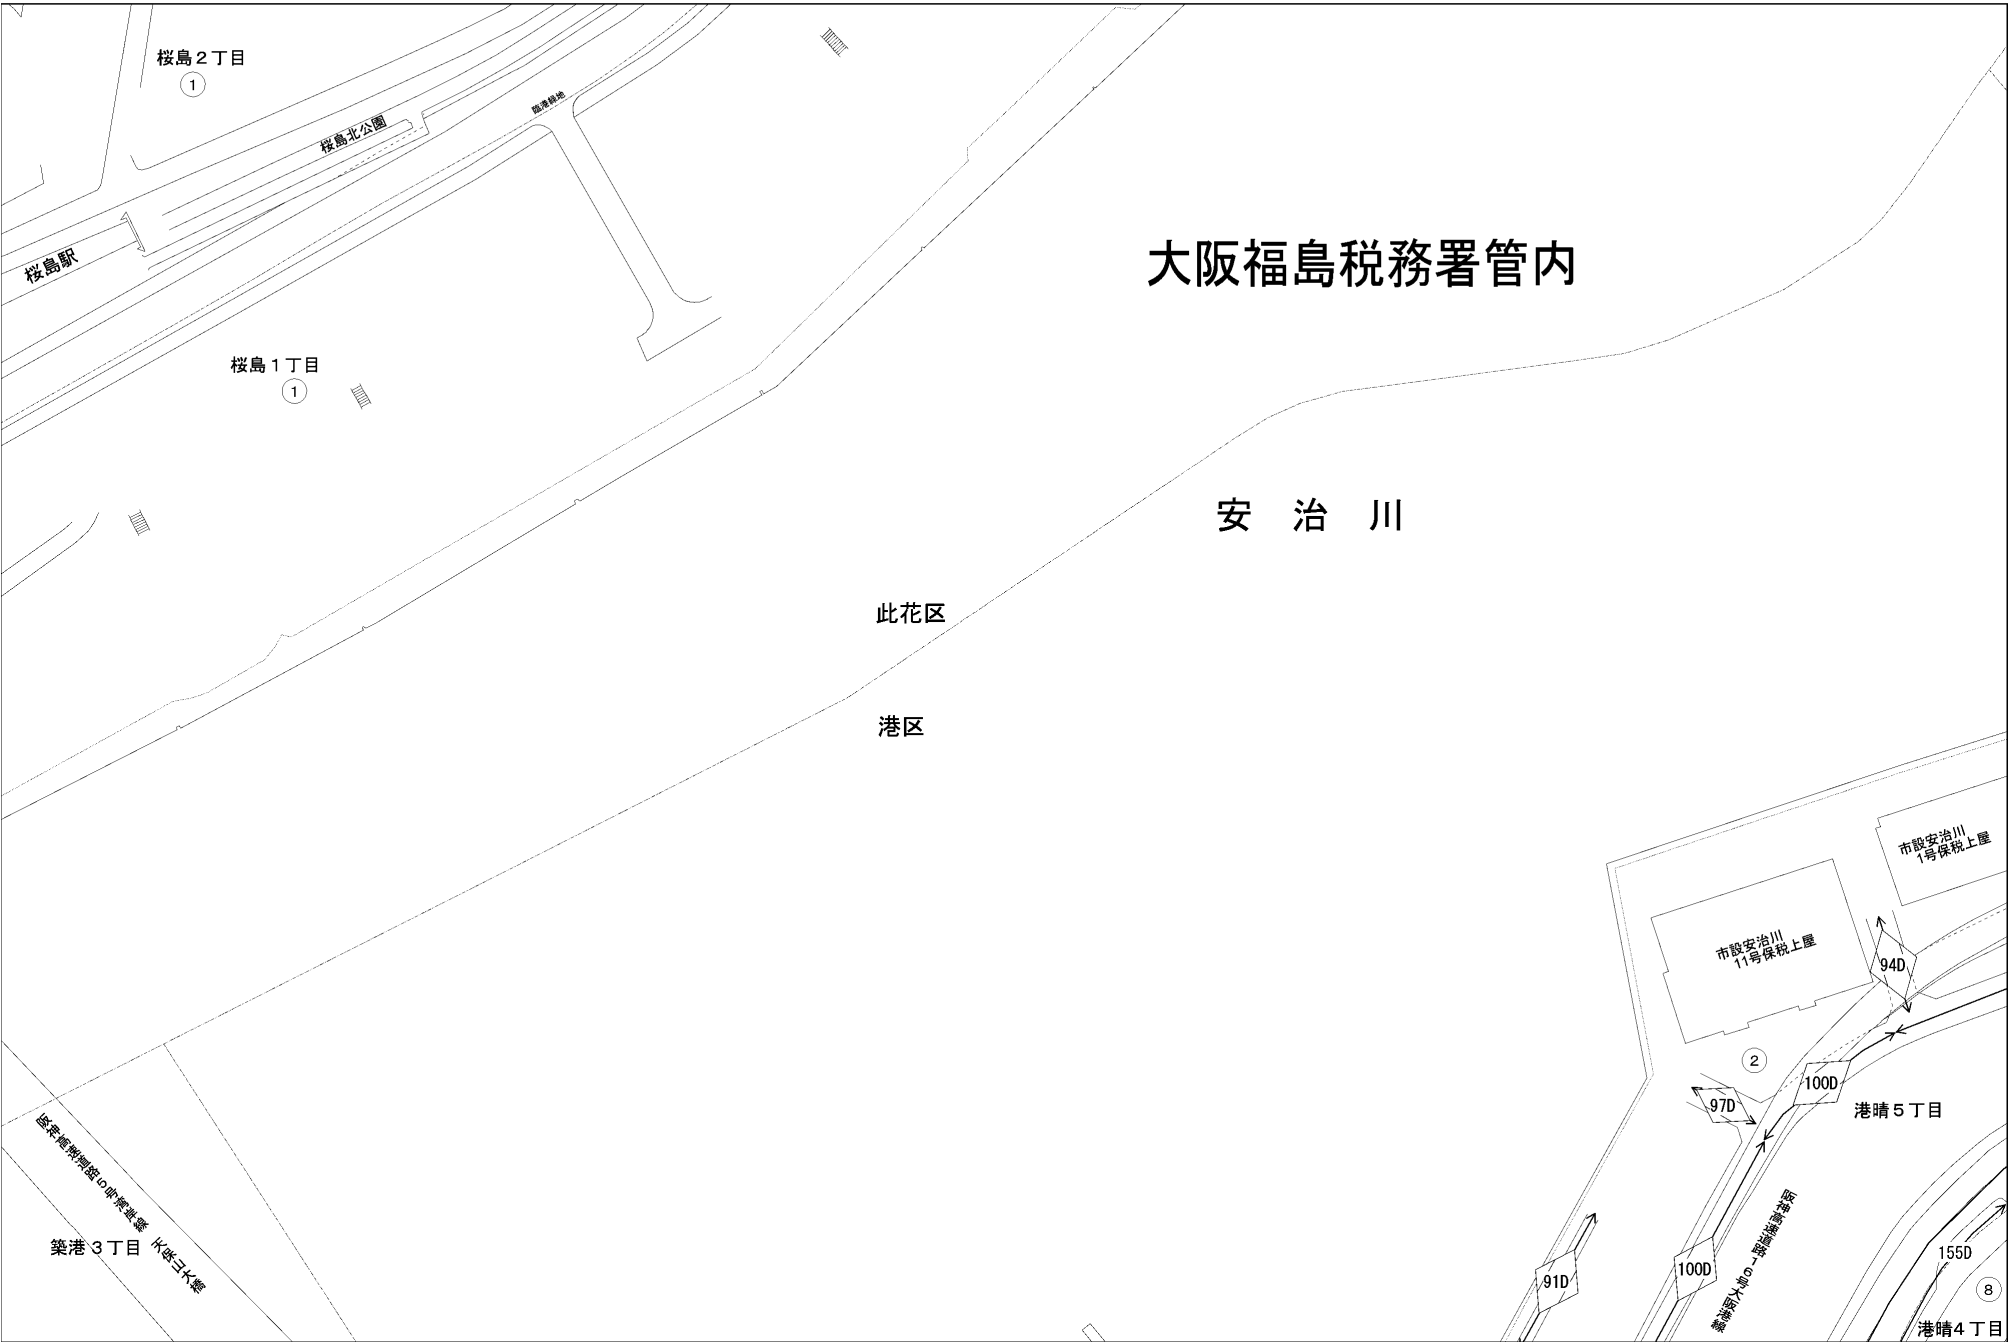 桜島２丁目
1
臨港緑地
桜島北公園
桜島駅
大阪福島税務署管内
桜島１丁目
1
安　治　川
此花区
港区
市設安治川
1号保税上屋
市設安治川
11号保税上屋
94D
2
100D
97D
港晴５丁目
阪神高速道路５号湾岸線　天保山大橋
築港３丁目
阪神高速道路１６号大阪港線
91D
100D
155D
8
港晴４丁目